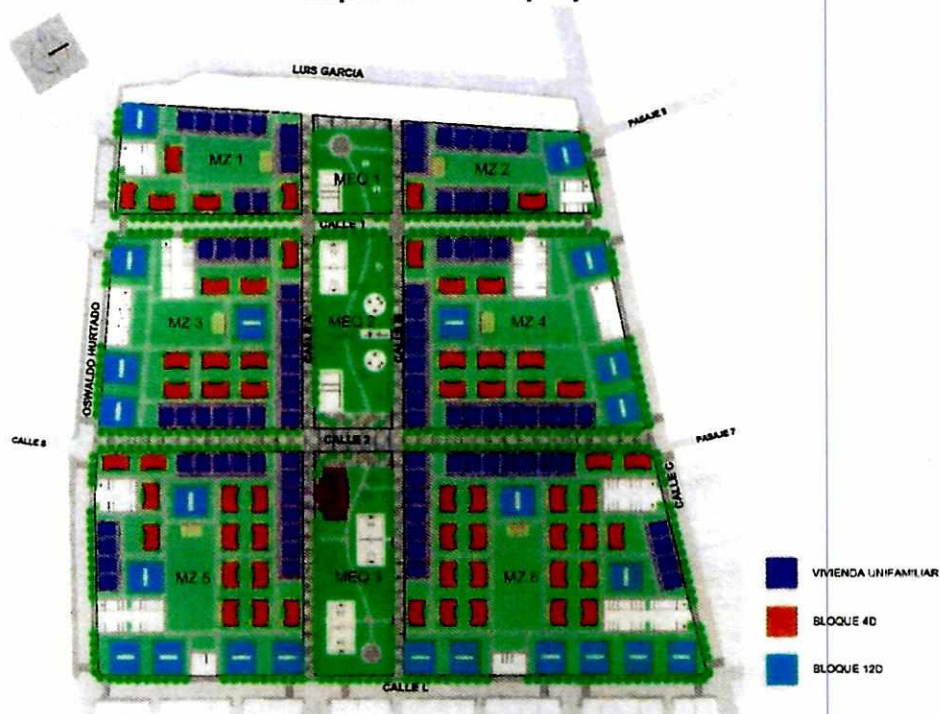 LUIS GARCIA
PASAJE 8
MZ 1
MZ 2
MEQ 1
CALLE 1
OSWALDO HURTADO
MZ 3
MEQ 2
MZ 4
CALLE 6
CALLE 2
PASAJE 7
CALLE C
MZ 5
MEQ 3
MZ 6
CALLE L
VIVIENDA UNIFAMILIAR
BLOQUE 4D
BLOQUE 12D